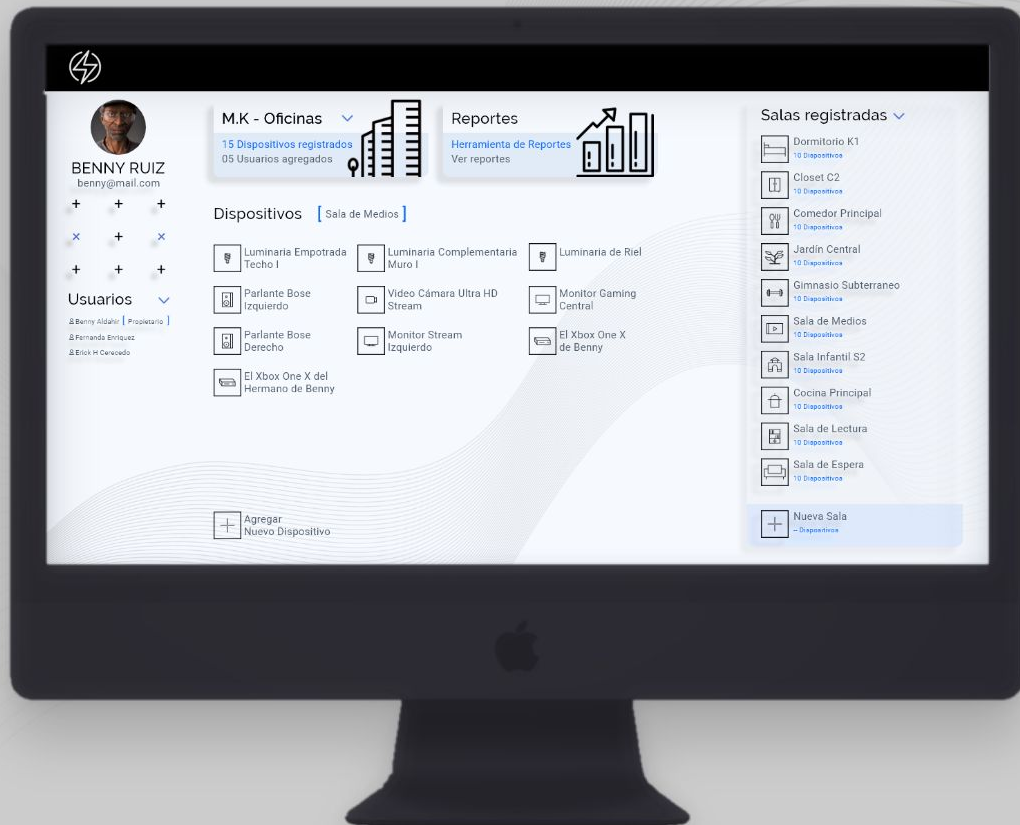 BENNY RUIZ
benny@mail.com
Usuarios
Benny Aldahir [ Propietario ]
Fernanda Enriquez
Erick H Cerecedo
M.K - Oficinas
15 Dispositivos registrados
05 Usuarios agregados
Reportes
Herramienta de Reportes
Ver reportes
Dispositivos [ Sala de Medios ]
Luminaria Empotrada
Techo I
Luminaria Complementaria
Muro I
Luminaria de Riel
Parlante Bose
Izquierdo
Video Cámara Ultra HD
Stream
Monitor Gaming
Central
Parlante Bose
Derecho
Monitor Stream
Izquierdo
El Xbox One X
de Benny
El Xbox One X del
Hermano de Benny
Agregar
Nuevo Dispositivo
Salas registradas
Dormitorio K1
10 Dispositivos
Closet C2
10 Dispositivos
Comedor Principal
10 Dispositivos
Jardín Central
10 Dispositivos
Gimnasio Subterraneo
10 Dispositivos
Sala de Medios
10 Dispositivos
Sala Infantil S2
10 Dispositivos
Cocina Principal
10 Dispositivos
Sala de Lectura
10 Dispositivos
Sala de Espera
10 Dispositivos
Nueva Sala
-- Dispositivos